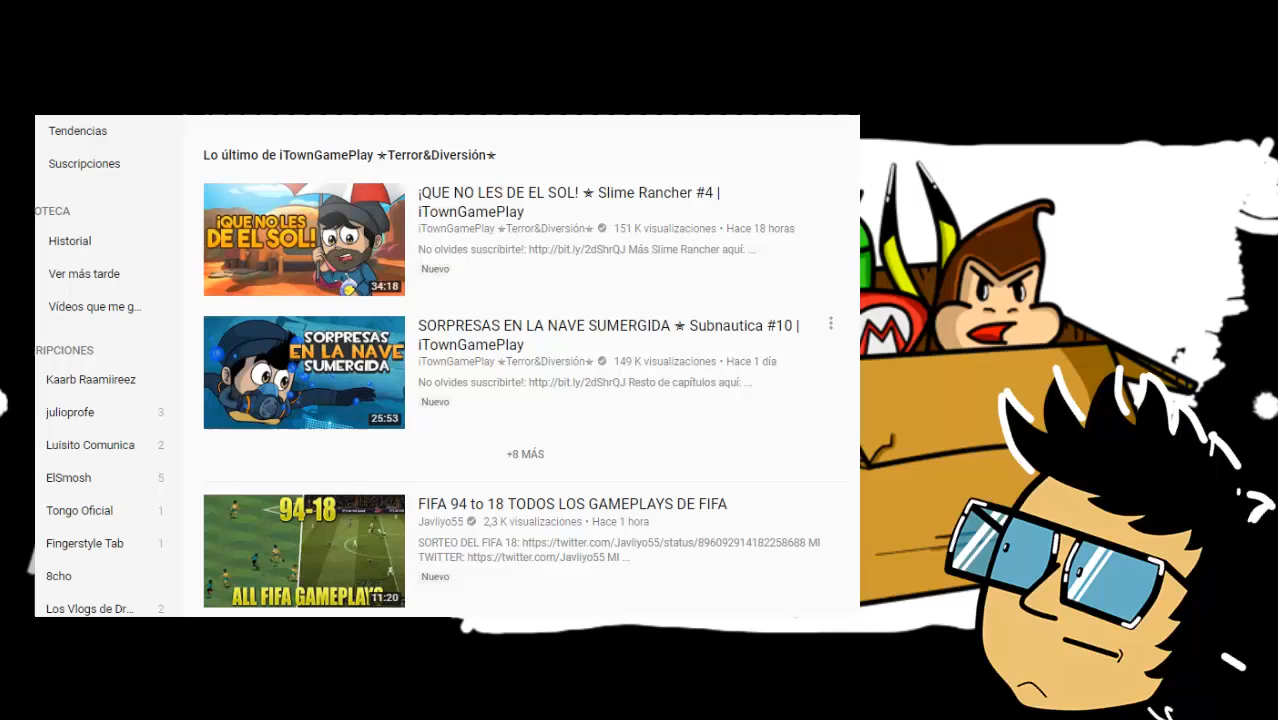 Tendencias
Suscripciones
OTECA
Historial
Ver más tarde
Vídeos que me g...
RIPCIONES
Kaarb Raamiireez
julioprofe 3
Luisito Comunica 2
ElSmosh 5
Tongo Oficial 1
Fingerstyle Tab 1
8cho
Los Vlogs de Dr... 2
Lo último de iTownGamePlay ★Terror&Diversión★
¡QUE NO LES
DE EL SOL!
34:18
¡QUE NO LES DE EL SOL! ★ Slime Rancher #4 |
iTownGamePlay
iTownGamePlay ★Terror&Diversión★ 151 K visualizaciones • Hace 18 horas
No olvides suscribirte!: http://bit.ly/2dShrQJ Más Slime Rancher aquí: ...
Nuevo
SORPRESAS
EN LA NAVE
SUMERGIDA
25:53
SORPRESAS EN LA NAVE SUMERGIDA ★ Subnautica #10 |
iTownGamePlay
iTownGamePlay ★Terror&Diversión★ 149 K visualizaciones • Hace 1 día
No olvides suscribirte!: http://bit.ly/2dShrQJ Resto de capítulos aquí: ...
Nuevo
+8 MÁS
94-18
ALL FIFA GAMEPLAYS
11:20
FIFA 94 to 18 TODOS LOS GAMEPLAYS DE FIFA
Javliyo55 2,3 K visualizaciones • Hace 1 hora
SORTEO DEL FIFA 18: https://twitter.com/Javliyo55/status/896092914182258688 MI
TWITTER: https://twitter.com/Javliyo55 MI ...
Nuevo
M